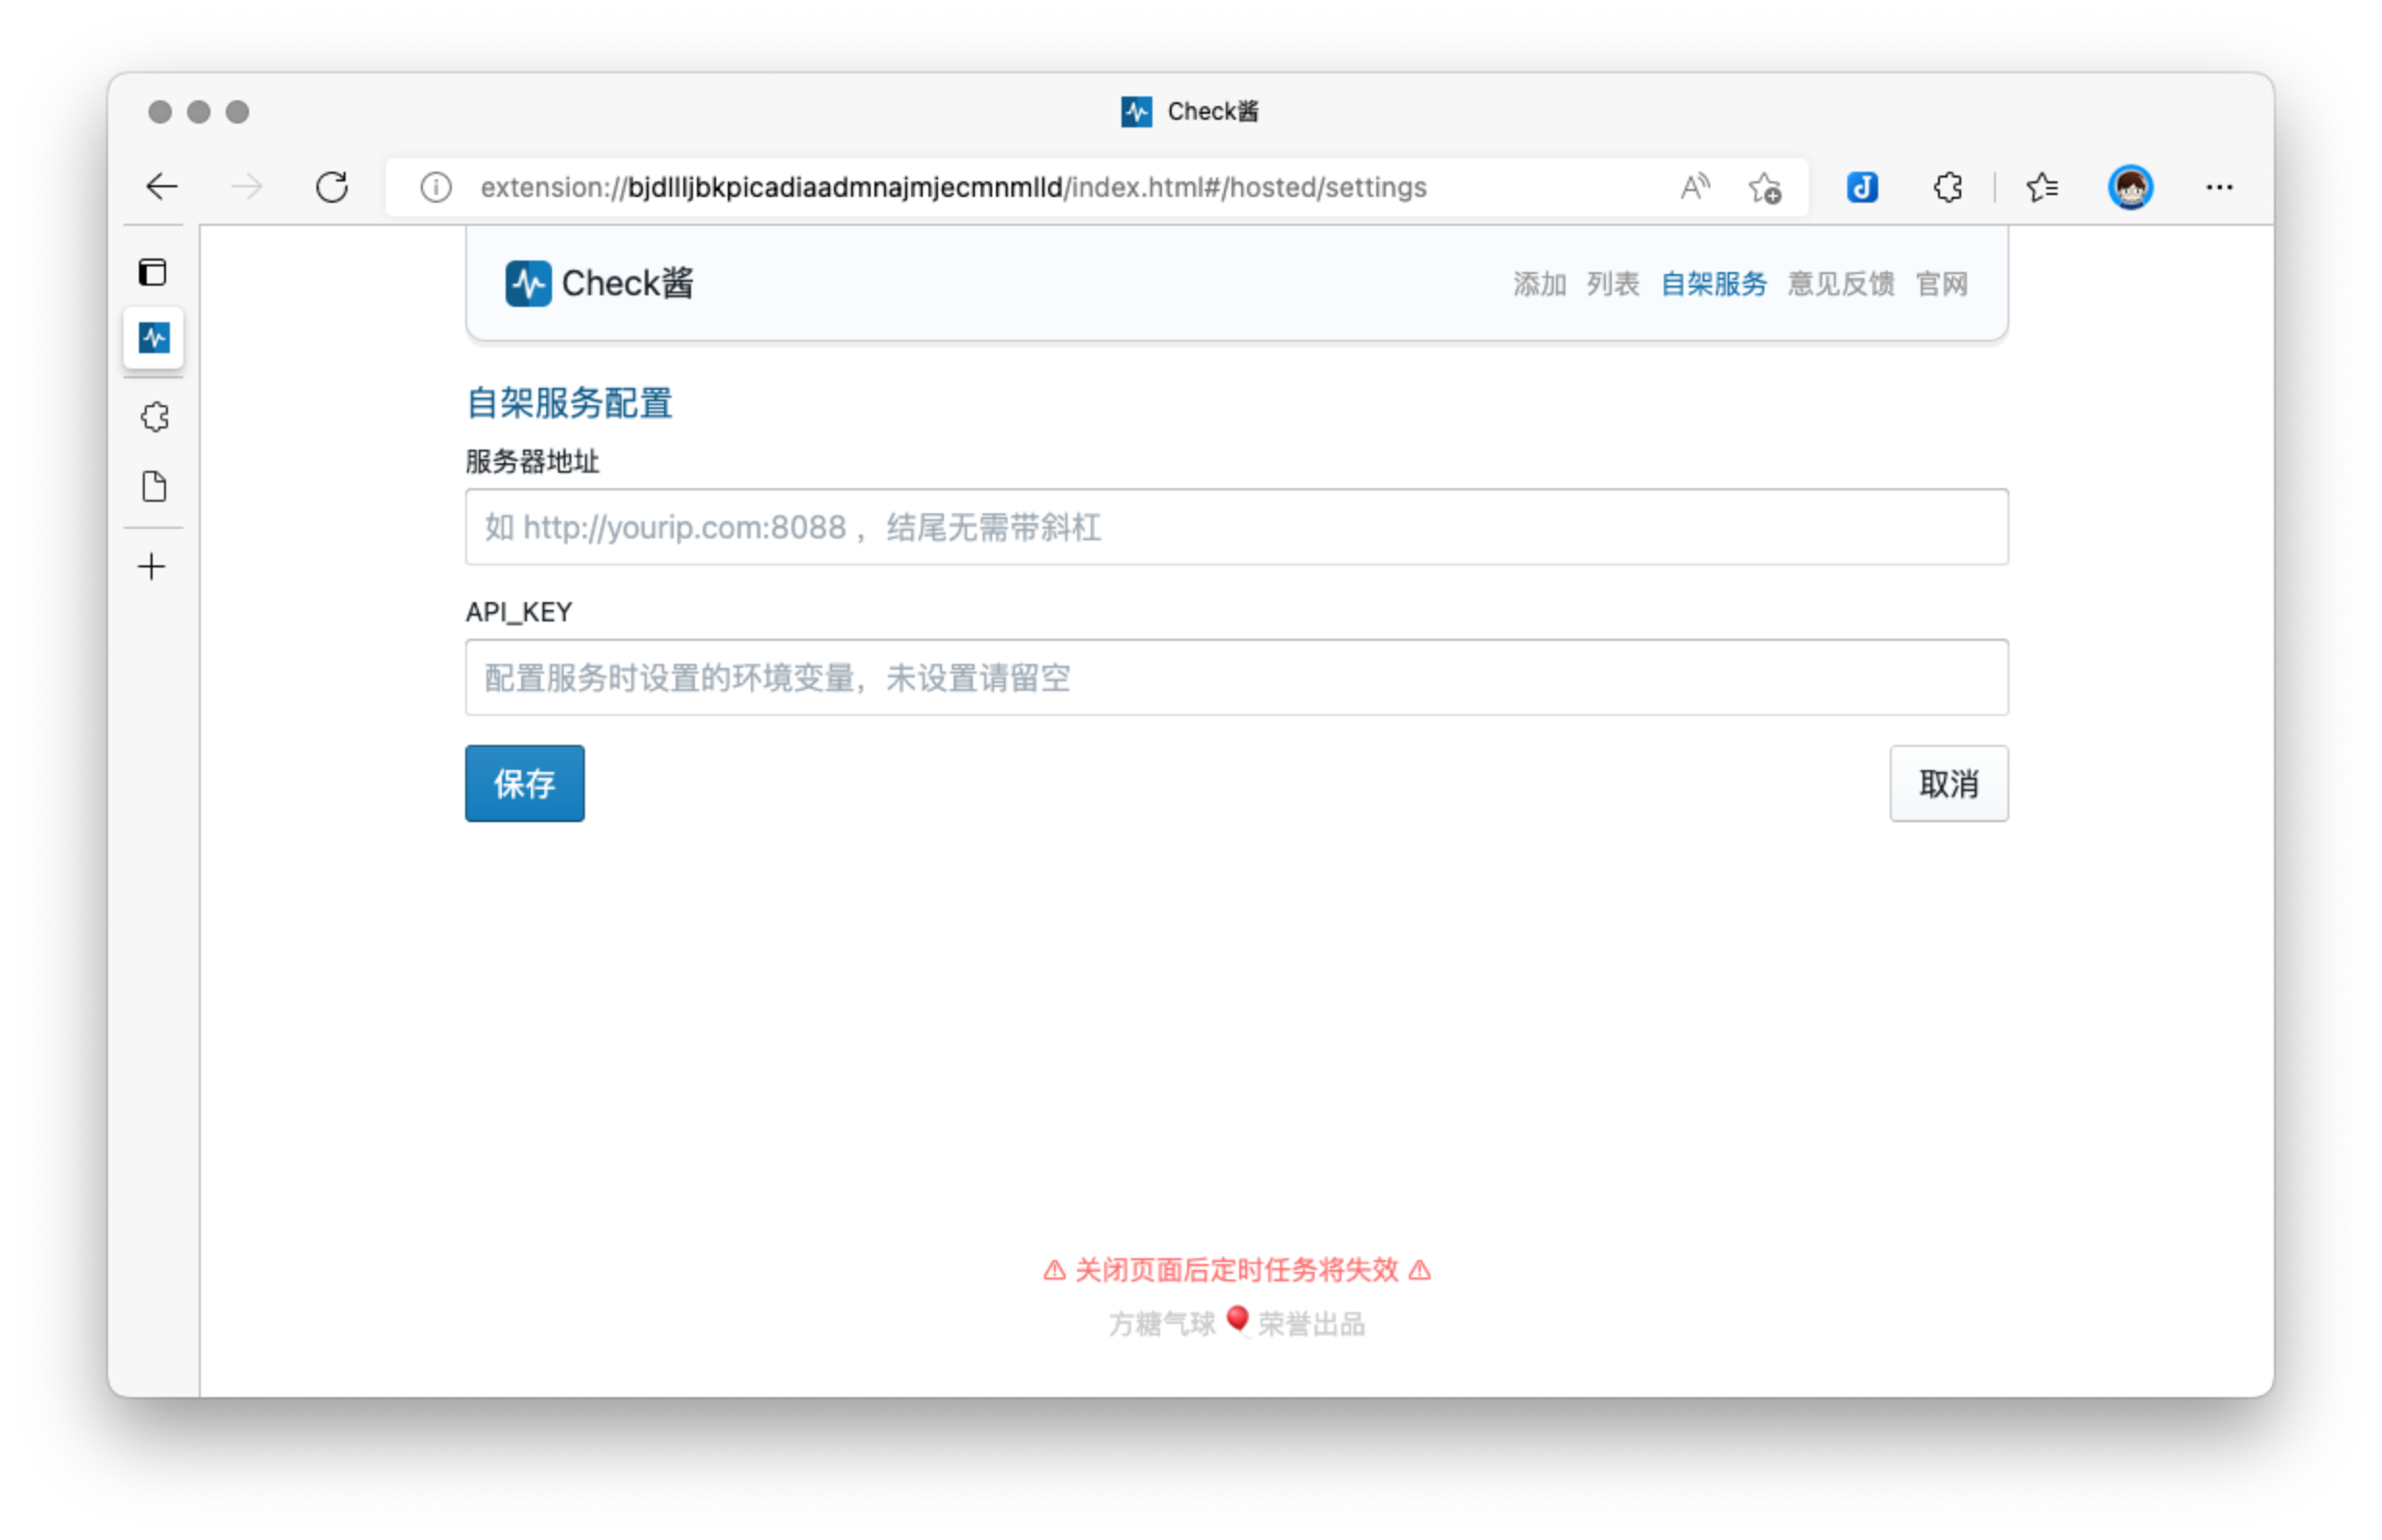 Check酱
extension://bjdllljbkpicadiaadmnajmjecmnmlld/index.html#/hosted/settings
Check酱
添加 列表 自架服务 意见反馈 官网
自架服务配置
服务器地址
如 http://yourip.com:8088 ，结尾无需带斜杠
API_KEY
配置服务时设置的环境变量，未设置请留空
保存
取消
⚠ 关闭页面后定时任务将失效 ⚠
方糖气球🎈荣誉出品